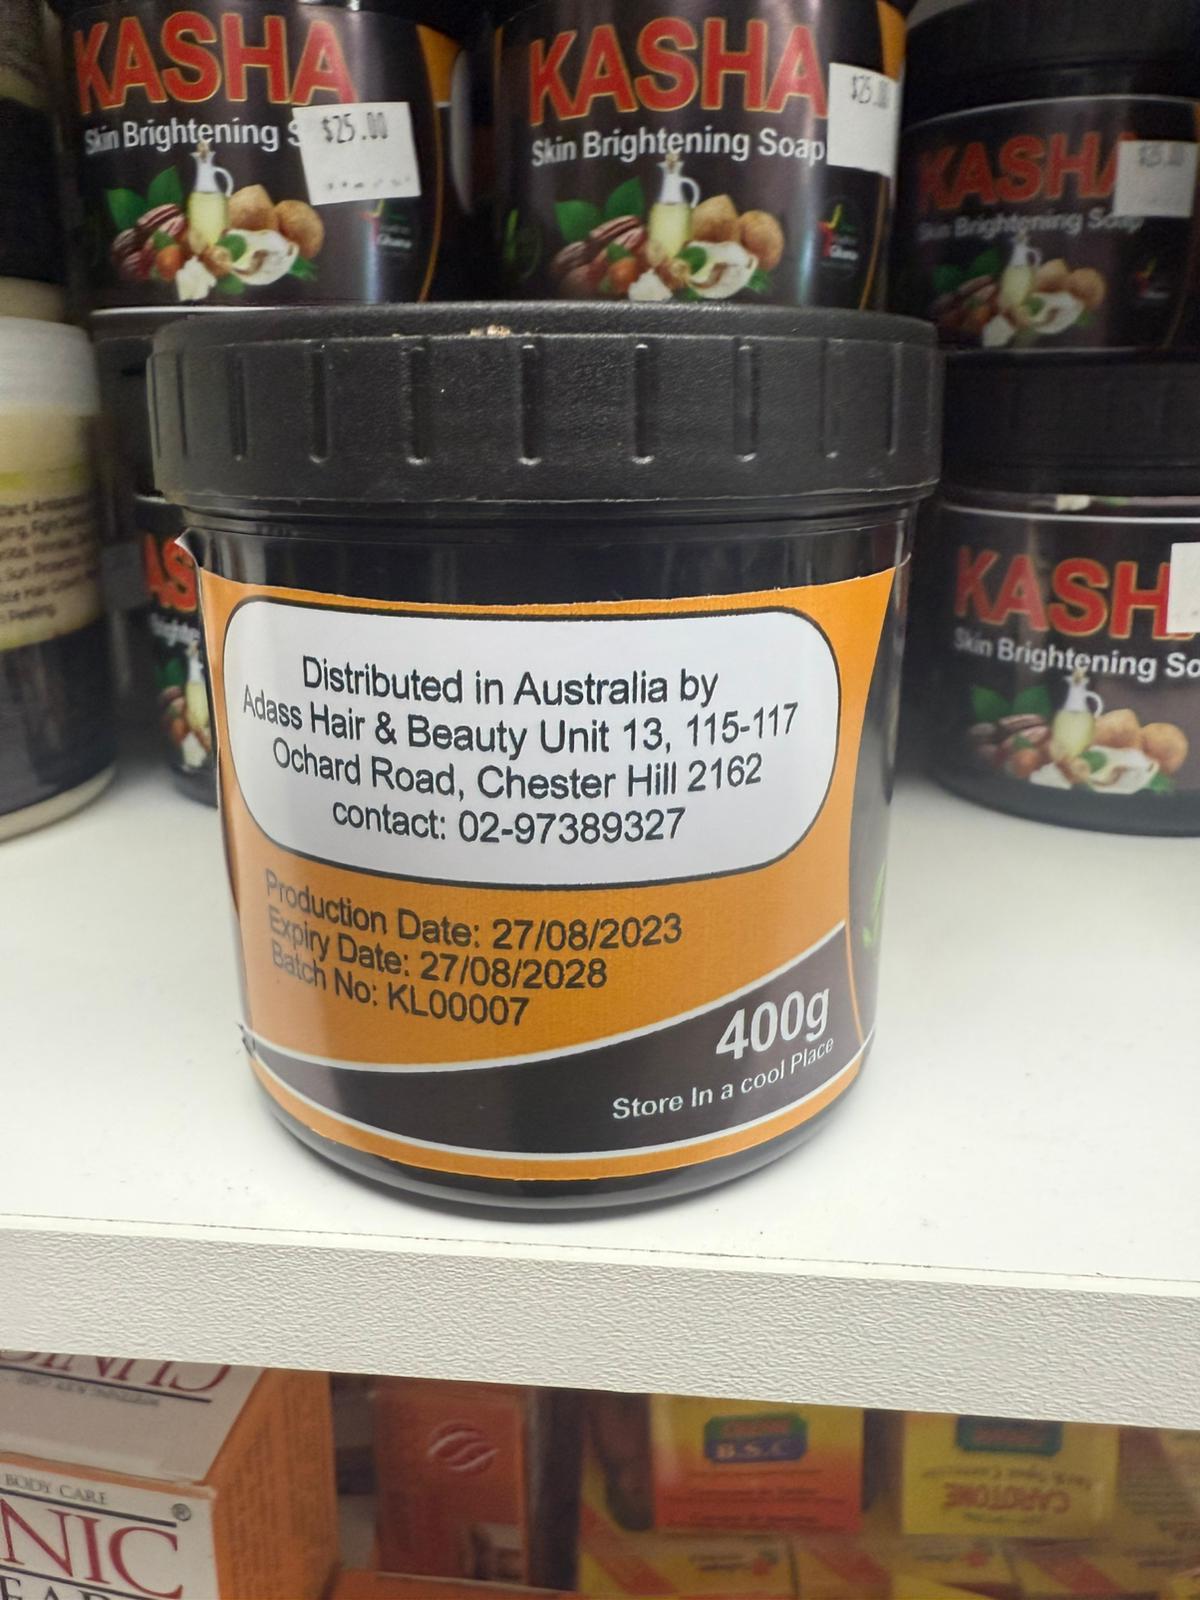 KASHA
Skin Brightening S
$25.00
KASHA
Skin Brightening Soap
$25.
Ghana
KASHA
Skin Brightening Soap
KASH
Skin Brightening So
Distributed in Australia by
Adass Hair & Beauty Unit 13, 115-117
Ochard Road, Chester Hill 2162
contact: 02-97389327
Production Date: 27/08/2023
Expiry Date: 27/08/2028
Batch No: KL00007
400g
Store In a cool Place
BODY CARE
NIC
®
B.S.C
CAROTONE